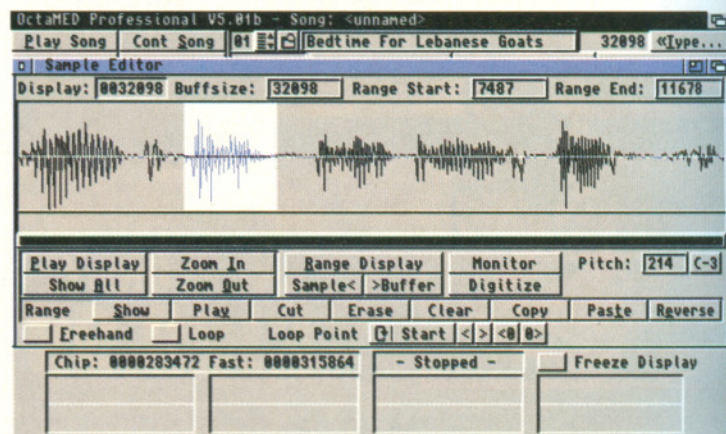 OctaMED Professional V5.01b - Song: <unnamed>
Play Song Cont Song 01 Bedtime For Lebanese Goats 32098 «Type...
Sample Editor
Display: 0032098 Buffsize: 32098 Range Start: 7487 Range End: 11678
Play Display Zoom In Range Display Monitor Pitch: 214 C-3
Show All Zoom Out Sample< >Buffer Digitize
Range Show Play Cut Erase Clear Copy Paste Reverse
Freehand Loop Loop Point Start < > <0 0>
Chip: 0000283472 Fast: 0000315864 - Stopped - Freeze Display